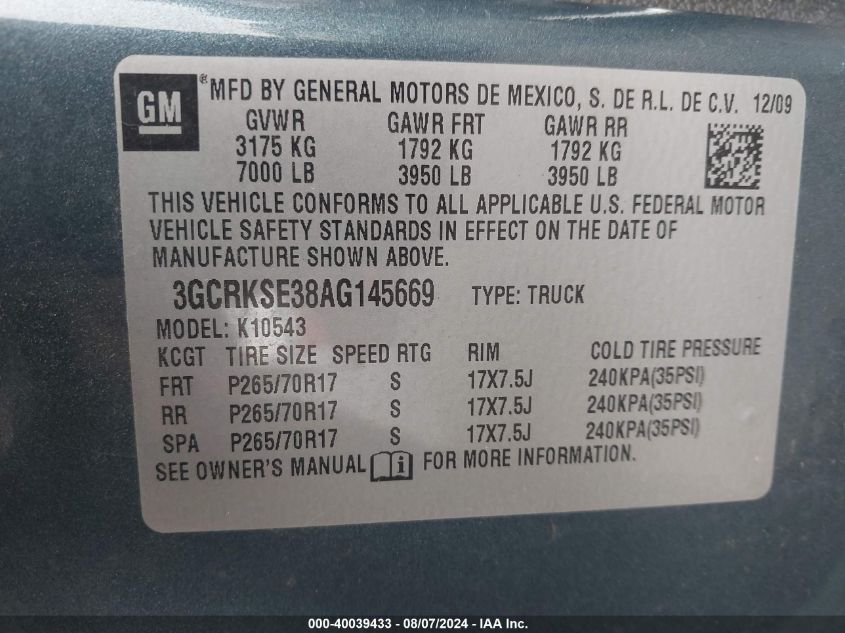 GM ® MFD BY GENERAL MOTORS DE MEXICO, S. DE R.L. DE C.V. 12/09
GVWR GAWR FRT GAWR RR
3175 KG 1792 KG 1792 KG
7000 LB 3950 LB 3950 LB
THIS VEHICLE CONFORMS TO ALL APPLICABLE U.S. FEDERAL MOTOR
VEHICLE SAFETY STANDARDS IN EFFECT ON THE DATE OF
MANUFACTURE SHOWN ABOVE.
3GCRKSE38AG145669 TYPE: TRUCK
MODEL: K10543
KCGT TIRE SIZE SPEED RTG RIM COLD TIRE PRESSURE
FRT P265/70R17 S 17X7.5J 240KPA(35PSI)
RR P265/70R17 S 17X7.5J 240KPA(35PSI)
SPA P265/70R17 S 17X7.5J 240KPA(35PSI)
SEE OWNER'S MANUAL i FOR MORE INFORMATION.
000-40039433 - 08/07/2024 - IAA Inc.